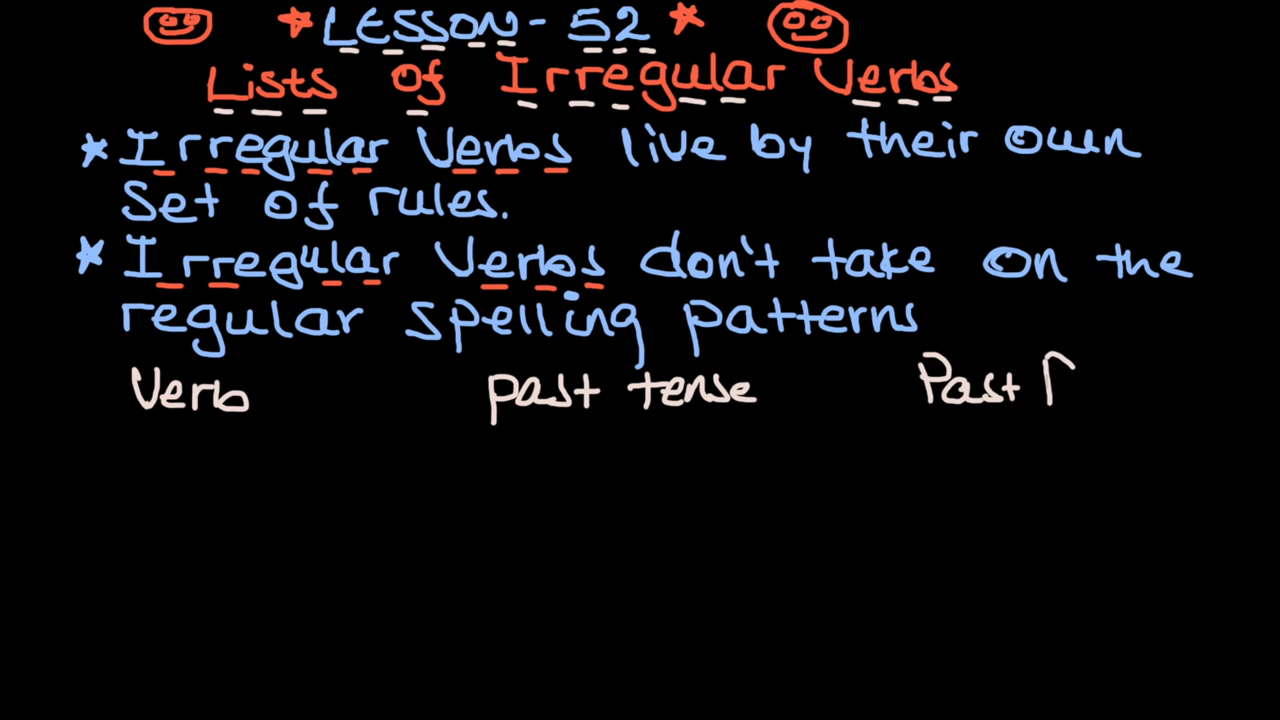 * LESSON - 52 *
Lists of Irregular Verbs
* Irregular Verbs live by their own
set of rules.
* Irregular Verbs don't take on the
regular spelling patterns
Verb past tense Past